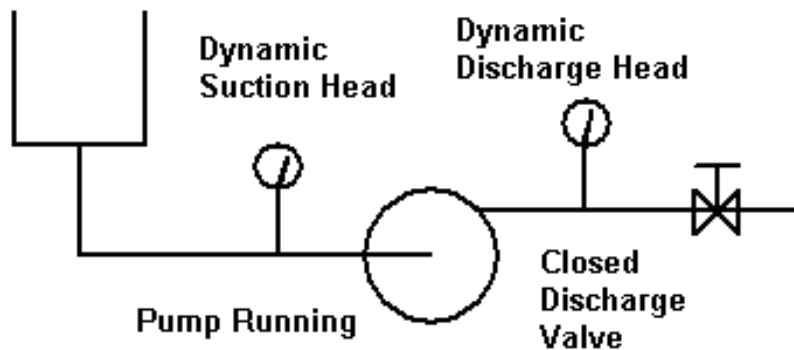 Dynamic
Suction Head
Dynamic
Discharge Head
Pump Running
Closed
Discharge
Valve